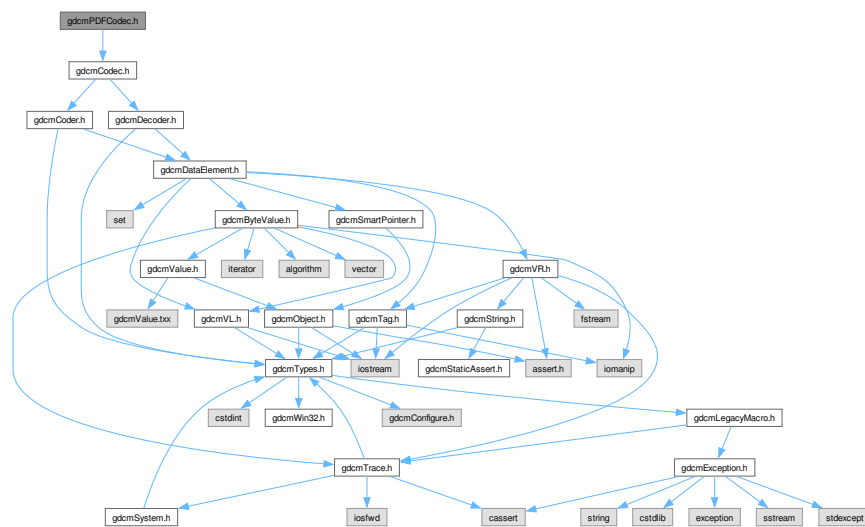 gdcmPDFCodec.h
gdcmCodec.h
gdcmCoder.h
gdcmDecoder.h
gdcmDataElement.h
set
gdcmByteValue.h
gdcmSmartPointer.h
gdcmValue.h
iterator
algorithm
vector
gdcmVR.h
gdcmValue.txx
gdcmVL.h
gdcmObject.h
gdcmTag.h
gdcmString.h
fstream
gdcmTypes.h
iostream
gdcmStaticAssert.h
assert.h
iomanip
cstdint
gdcmWin32.h
gdcmConfigure.h
gdcmLegacyMacro.h
gdcmTrace.h
gdcmException.h
gdcmSystem.h
iosfwd
cassert
string
cstdlib
exception
sstream
stdexcept